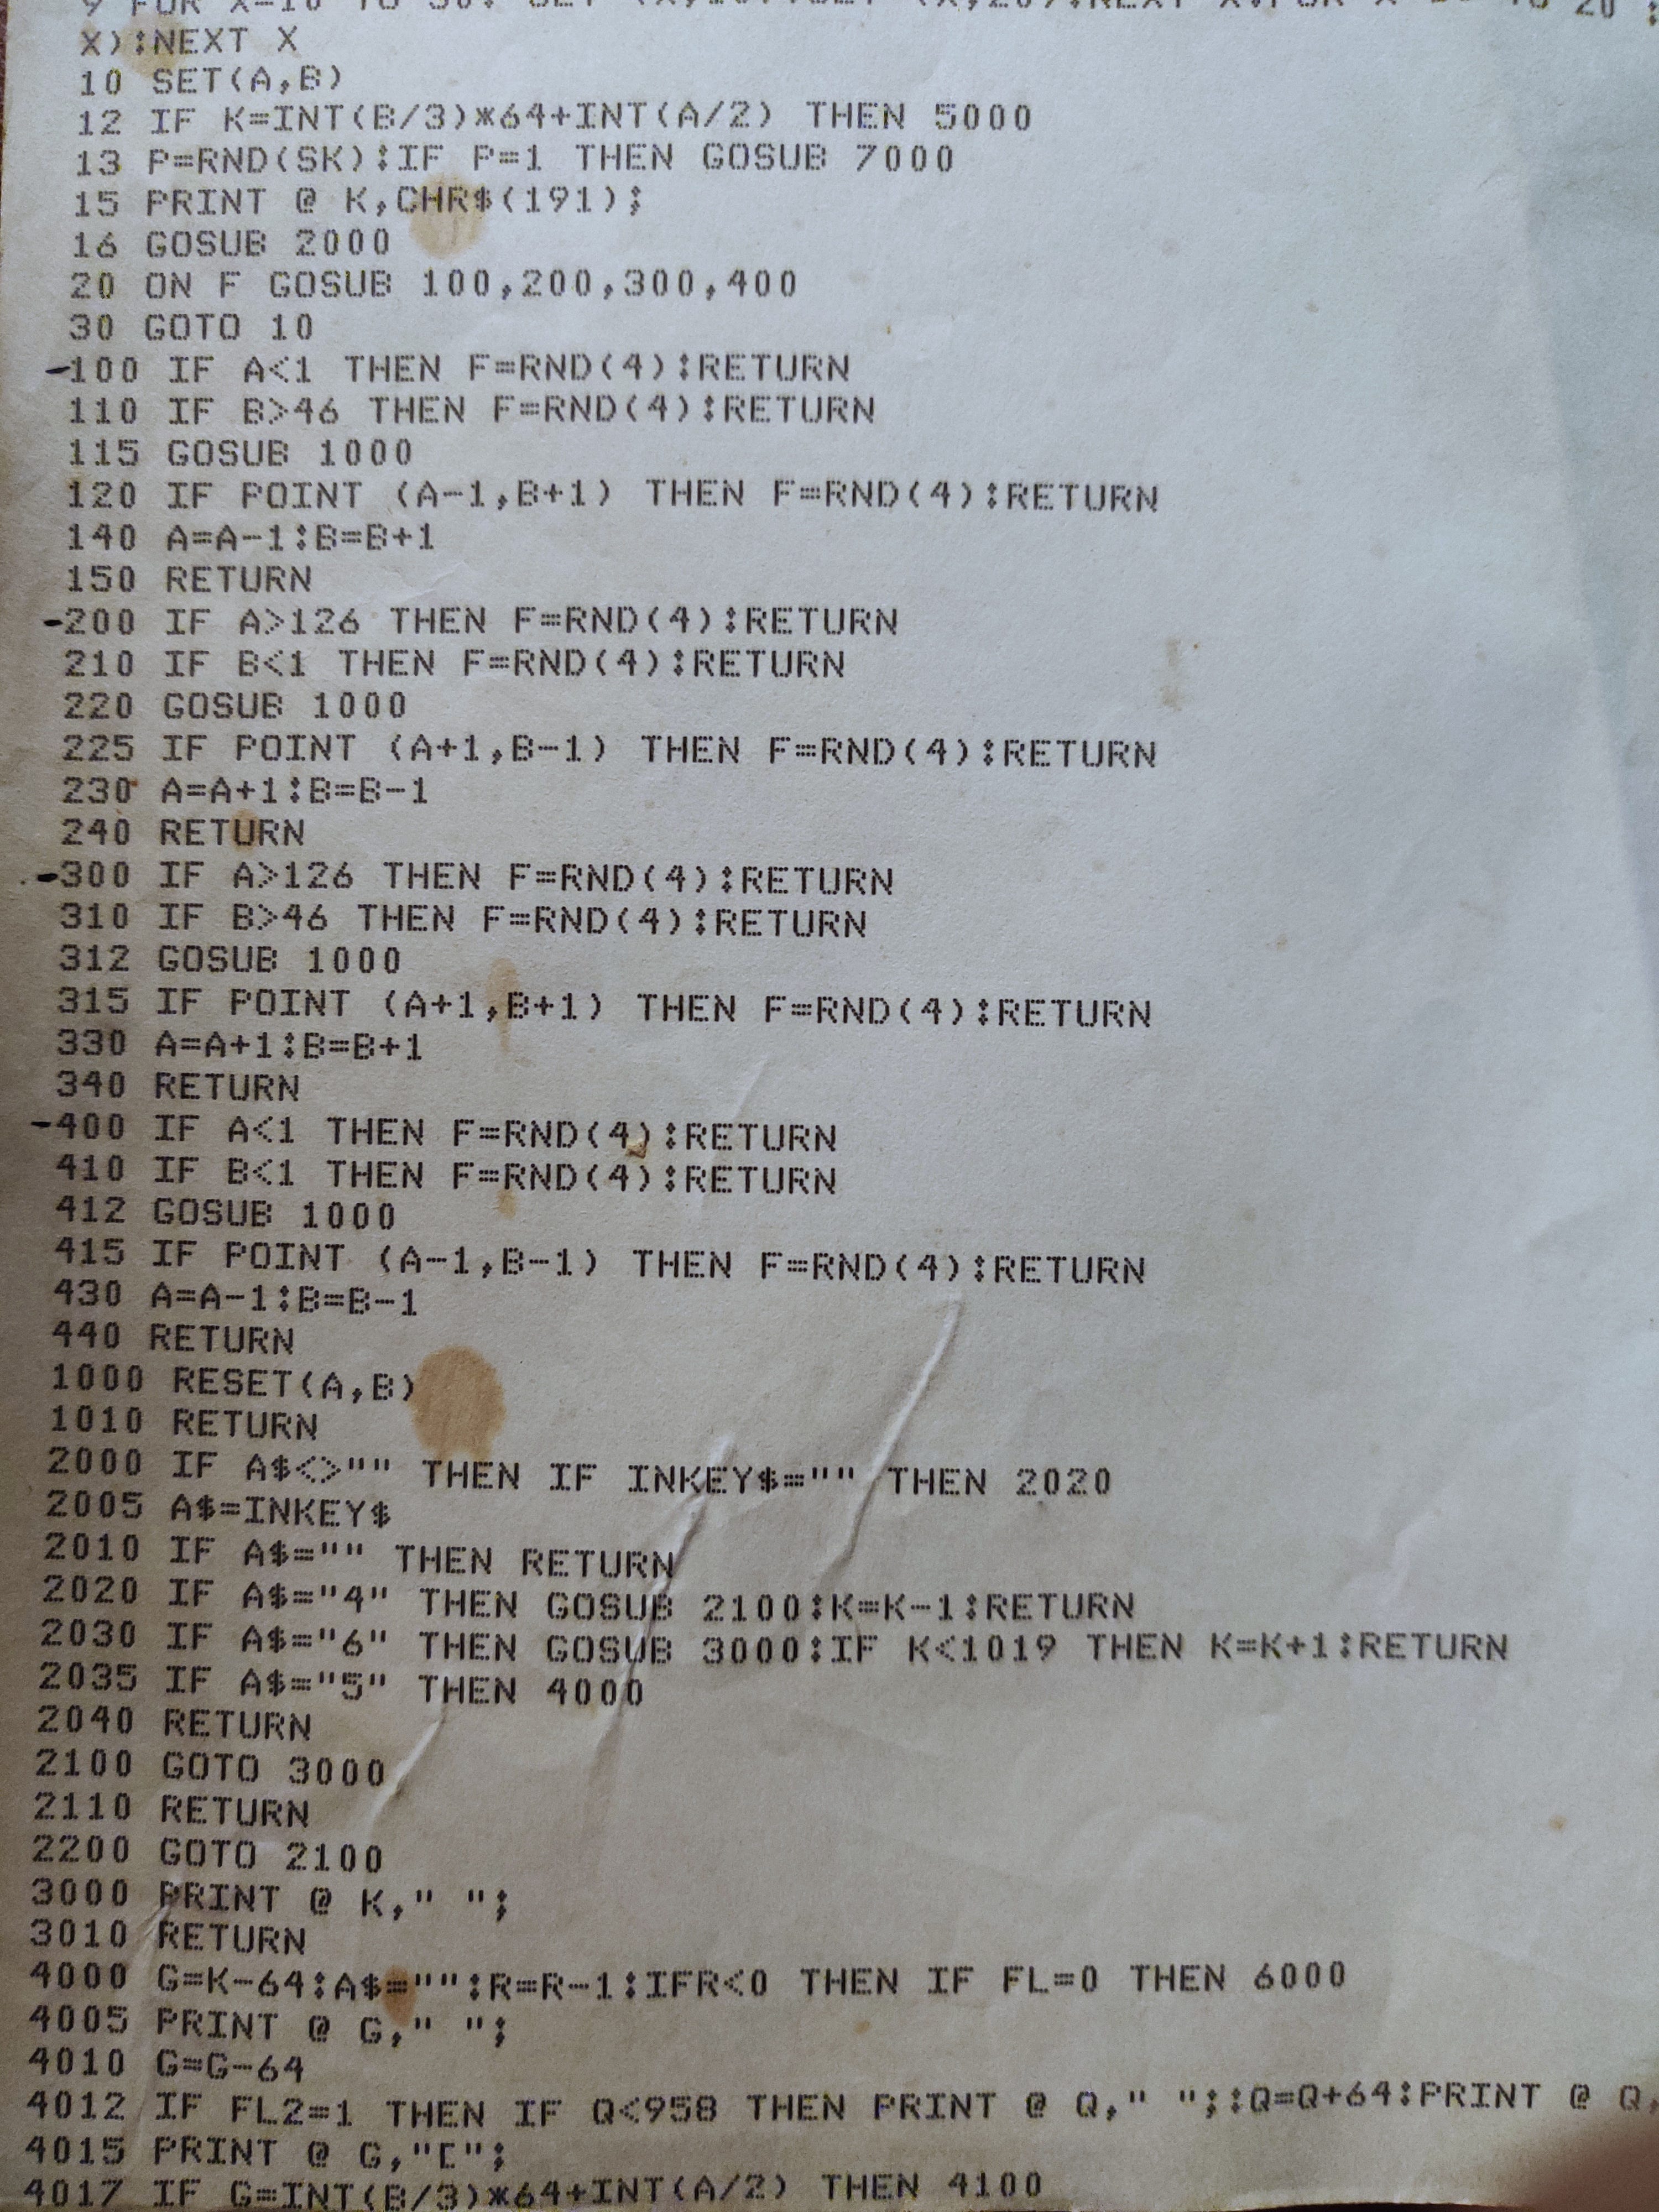 9 FOR X=10 TO
X):NEXT X
10 SET(A,B)
12 IF K=INT(B/3)*64+INT(A/2) THEN 5000
13 P=RND(SK):IF P=1 THEN GOSUB 7000
15 PRINT @ K,CHR$(191);
16 GOSUB 2000
20 ON F GOSUB 100,200,300,400
30 GOTO 10
-100 IF A<1 THEN F=RND(4):RETURN
110 IF B>46 THEN F=RND(4):RETURN
115 GOSUB 1000
120 IF POINT (A-1,B+1) THEN F=RND(4):RETURN
140 A=A-1:B=B+1
150 RETURN
-200 IF A>126 THEN F=RND(4):RETURN
210 IF B<1 THEN F=RND(4):RETURN
220 GOSUB 1000
225 IF POINT (A+1,B-1) THEN F=RND(4):RETURN
230 A=A+1:B=B-1
240 RETURN
-300 IF A>126 THEN F=RND(4):RETURN
310 IF B>46 THEN F=RND(4):RETURN
312 GOSUB 1000
315 IF POINT (A+1,B+1) THEN F=RND(4):RETURN
330 A=A+1:B=B+1
340 RETURN
-400 IF A<1 THEN F=RND(4):RETURN
410 IF B<1 THEN F=RND(4):RETURN
412 GOSUB 1000
415 IF POINT (A-1,B-1) THEN F=RND(4):RETURN
430 A=A-1:B=B-1
440 RETURN
1000 RESET(A,B)
1010 RETURN
2000 IF A$<>"" THEN IF INKEY$="" THEN 2020
2005 A$=INKEY$
2010 IF A$="" THEN RETURN
2020 IF A$="4" THEN GOSUB 2100:K=K-1:RETURN
2030 IF A$="6" THEN GOSUB 3000:IF K<1019 THEN K=K+1:RETURN
2035 IF A$="5" THEN 4000
2040 RETURN
2100 GOTO 3000
2110 RETURN
2200 GOTO 2100
3000 PRINT @ K," ";
3010 RETURN
4000 G=K-64:A$="":R=R-1:IFR<0 THEN IF FL=0 THEN 6000
4005 PRINT @ G," ";
4010 G=G-64
4012 IF FL2=1 THEN IF Q<958 THEN PRINT @ Q," ";:Q=Q+64:PRINT @ Q,
4015 PRINT @ G,"[";
4017 IF G=INT(B/3)*64+INT(A/2) THEN 4100